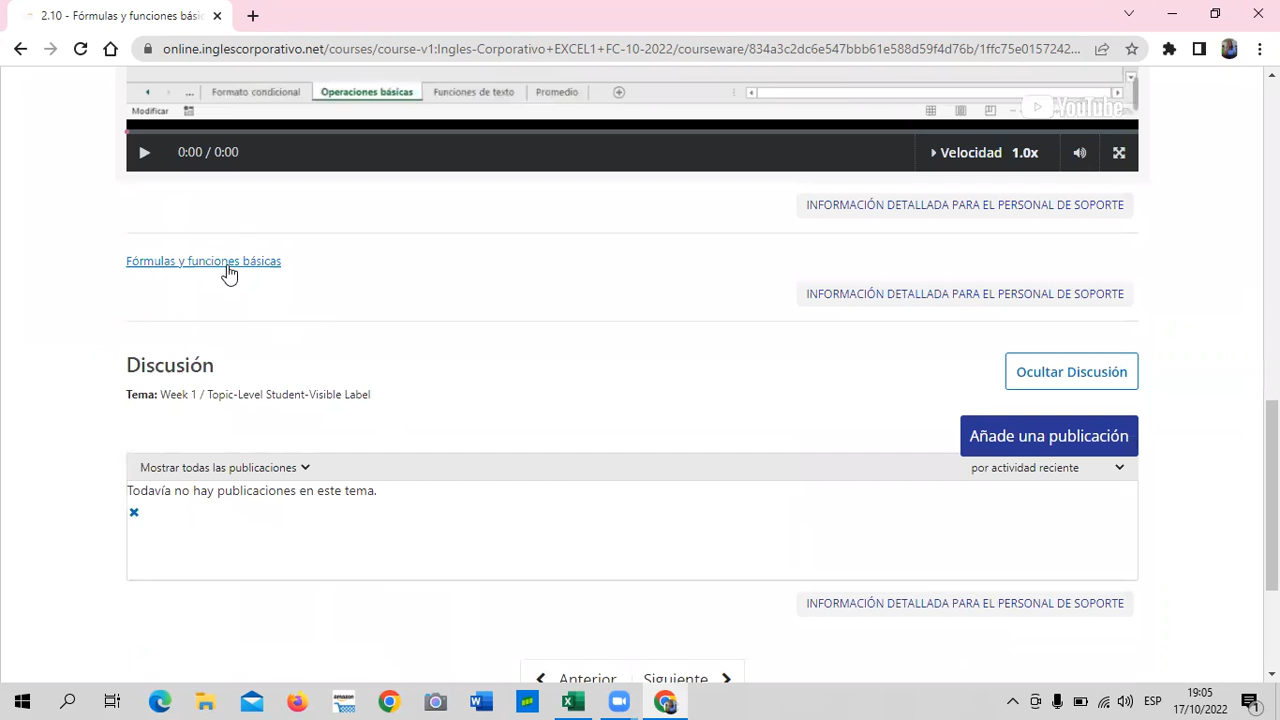 2.10 - Fórmulas y funciones básic
online.inglescorporativo.net/courses/course-v1:Ingles-Corporativo+EXCEL1+FC-10-2022/courseware/834a3c2dc6e547bbb61e588d59f4d76b/1ffc75e0157242...
... Formato condicional Operaciones básicas Funciones de texto Promedio
Modificar
YouTube
0:00 / 0:00 Velocidad 1.0x
INFORMACIÓN DETALLADA PARA EL PERSONAL DE SOPORTE
Fórmulas y funciones básicas
INFORMACIÓN DETALLADA PARA EL PERSONAL DE SOPORTE
Discusión
Ocultar Discusión
Tema: Week 1 / Topic-Level Student-Visible Label
Añade una publicación
Mostrar todas las publicaciones por actividad reciente
Todavía no hay publicaciones en este tema.
INFORMACIÓN DETALLADA PARA EL PERSONAL DE SOPORTE
Anterior Siguiente
amazon
ESP
19:05
17/10/2022
1